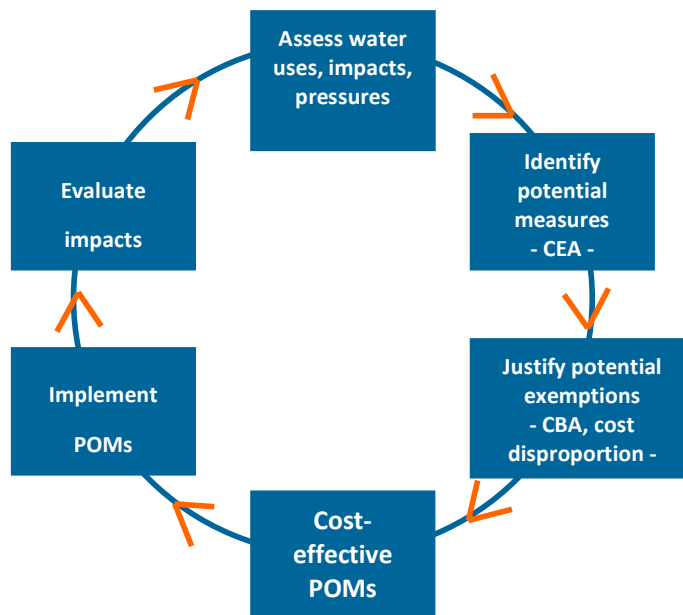 Assess water
uses, impacts,
pressures
Identify
potential
measures
- CEA -
Justify potential
exemptions
- CBA, cost
disproportion -
Cost-
effective
POMs
Implement
POMs
Evaluate
impacts